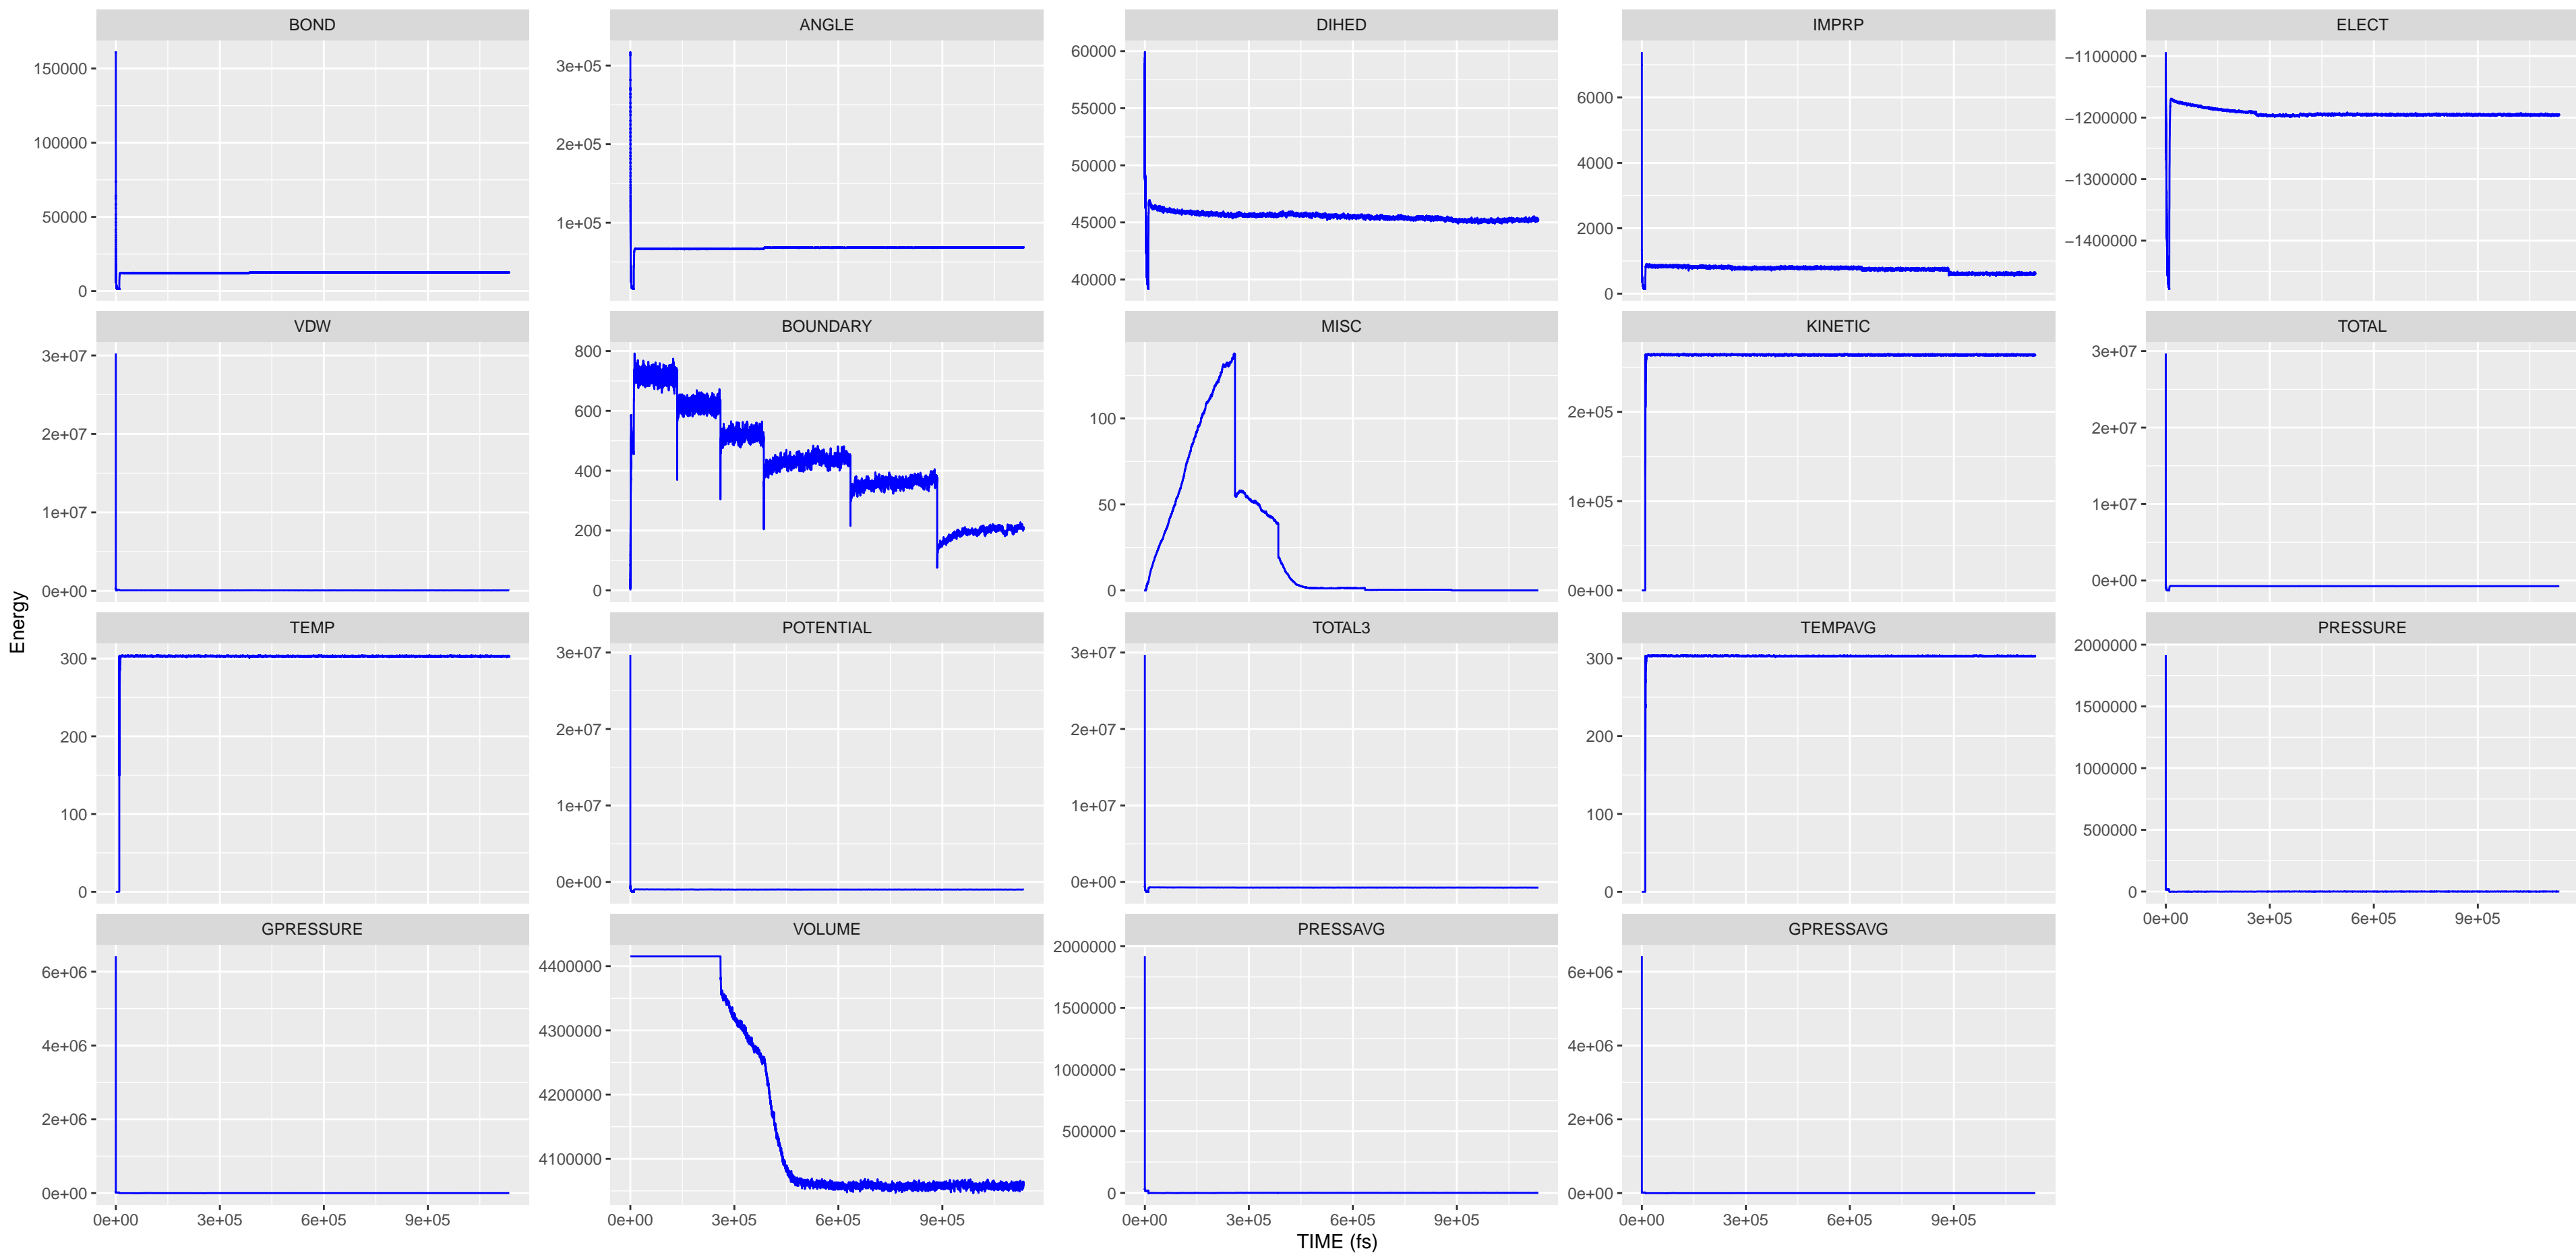 BOND ANGLE DIHED IMPRP ELECT
150000 100000 50000 0
3e+05 2e+05 1e+05
60000 55000 50000 45000 40000
6000 4000 2000 0
−1100000 −1200000 −1300000 −1400000
VDW BOUNDARY MISC KINETIC TOTAL
3e+07 2e+07 1e+07 0e+00
800 600 400 200 0
100 50 0
2e+05 1e+05 0e+00
3e+07 2e+07 1e+07 0e+00
Energy
TEMP POTENTIAL TOTAL3 TEMPAVG PRESSURE
300 200 100 0
3e+07 2e+07 1e+07 0e+00
3e+07 2e+07 1e+07 0e+00
300 200 100 0
2000000 1500000 1000000 500000 0
0e+00 3e+05 6e+05 9e+05
GPRESSURE VOLUME PRESSAVG GPRESSAVG
6e+06 4e+06 2e+06 0e+00
4400000 4300000 4200000 4100000
2000000 1500000 1000000 500000 0
6e+06 4e+06 2e+06 0e+00
0e+00 3e+05 6e+05 9e+05 0e+00 3e+05 6e+05 9e+05 0e+00 3e+05 6e+05 9e+05 0e+00 3e+05 6e+05 9e+05
TIME (fs)